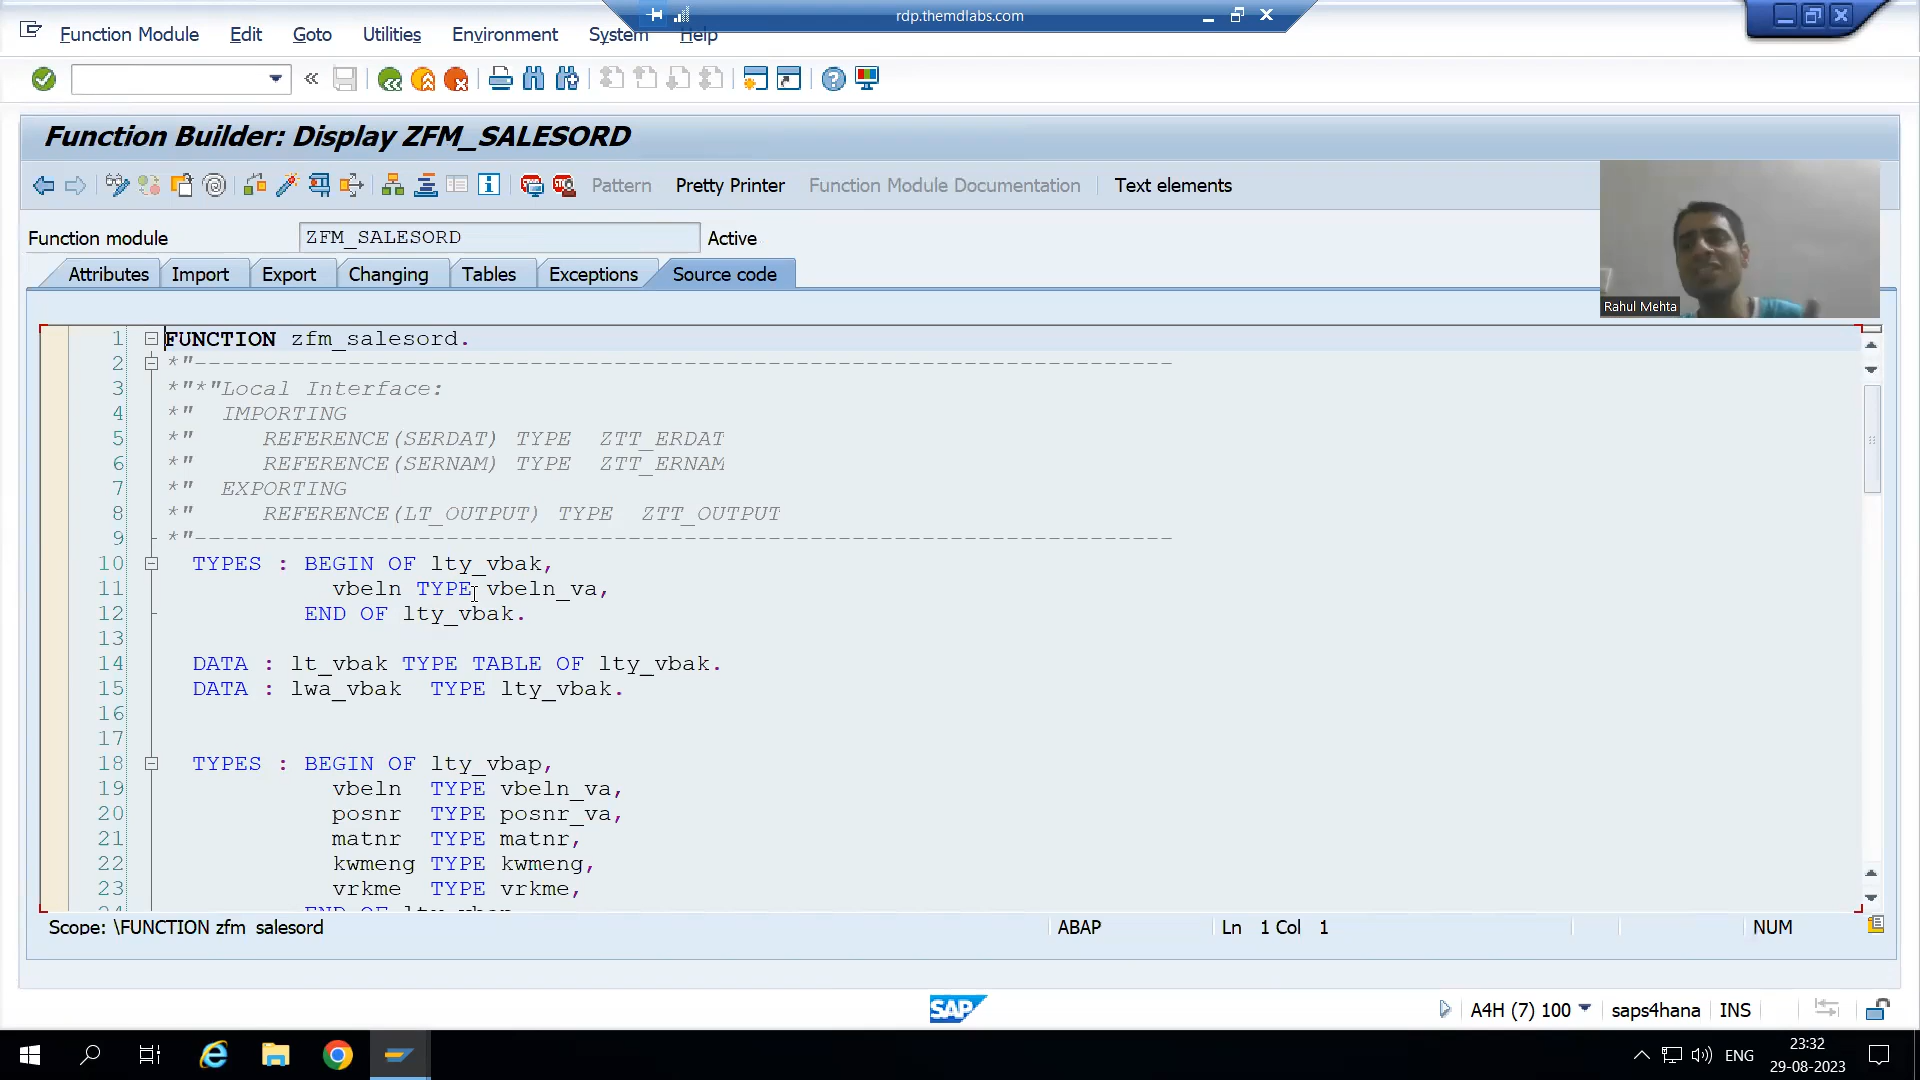 rdp.themdlabs.com
Function Module Edit Goto Utilities Environment System Help
Function Builder: Display ZFM_SALESORD
Pattern Pretty Printer Function Module Documentation Text elements
Function module ZFM_SALESORD Active
Attributes Import Export Changing Tables Exceptions Source code
Rahul Mehta
1 FUNCTION zfm_salesord.
2 *"----------------------------------------------------------------------
3 *"*"Local Interface:
4 *" IMPORTING
5 *" REFERENCE(SERDAT) TYPE ZTT_ERDAT
6 *" REFERENCE(SERNAM) TYPE ZTT_ERNAM
7 *" EXPORTING
8 *" REFERENCE(LT_OUTPUT) TYPE ZTT_OUTPUT
9 *"----------------------------------------------------------------------
10 TYPES : BEGIN OF lty_vbak,
11 vbeln TYPE vbeln_va,
12 END OF lty_vbak.
13
14 DATA : lt_vbak TYPE TABLE OF lty_vbak.
15 DATA : lwa_vbak TYPE lty_vbak.
16
17
18 TYPES : BEGIN OF lty_vbap,
19 vbeln TYPE vbeln_va,
20 posnr TYPE posnr_va,
21 matnr TYPE matnr,
22 kwmeng TYPE kwmeng,
23 vrkme TYPE vrkme,
Scope: \FUNCTION zfm_salesord ABAP Ln 1 Col 1 NUM
SAP A4H (7) 100 saps4hana INS
ENG 23:32
29-08-2023